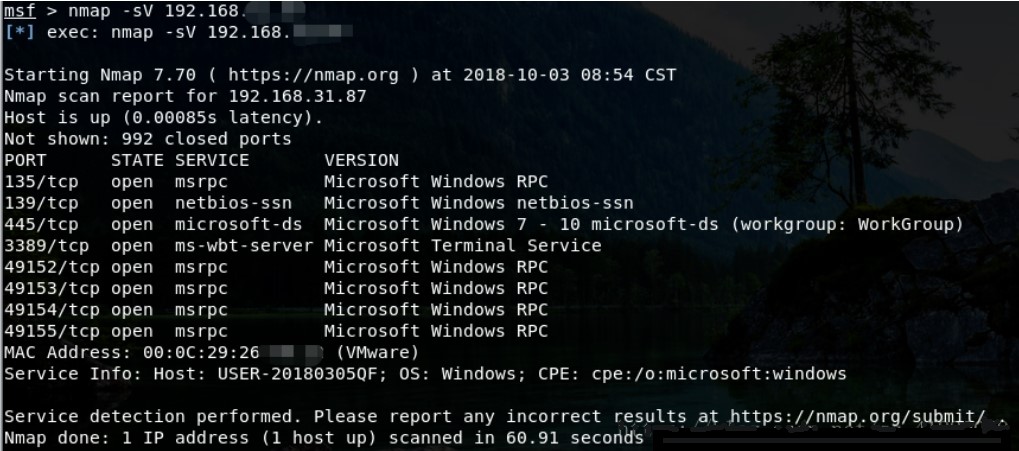 msf > nmap -sV 192.168.
[*] exec: nmap -sV 192.168.
Starting Nmap 7.70 ( https://nmap.org ) at 2018-10-03 08:54 CST
Nmap scan report for 192.168.31.87
Host is up (0.00085s latency).
Not shown: 992 closed ports
PORT      STATE SERVICE       VERSION
135/tcp   open  msrpc         Microsoft Windows RPC
139/tcp   open  netbios-ssn   Microsoft Windows netbios-ssn
445/tcp   open  microsoft-ds  Microsoft Windows 7 - 10 microsoft-ds (workgroup: WorkGroup)
3389/tcp  open  ms-wbt-server Microsoft Terminal Service
49152/tcp open  msrpc         Microsoft Windows RPC
49153/tcp open  msrpc         Microsoft Windows RPC
49154/tcp open  msrpc         Microsoft Windows RPC
49155/tcp open  msrpc         Microsoft Windows RPC
MAC Address: 00:0C:29:26 (VMware)
Service Info: Host: USER-20180305QF; OS: Windows; CPE: cpe:/o:microsoft:windows
Service detection performed. Please report any incorrect results at https://nmap.org/submit/ .
Nmap done: 1 IP address (1 host up) scanned in 60.91 seconds